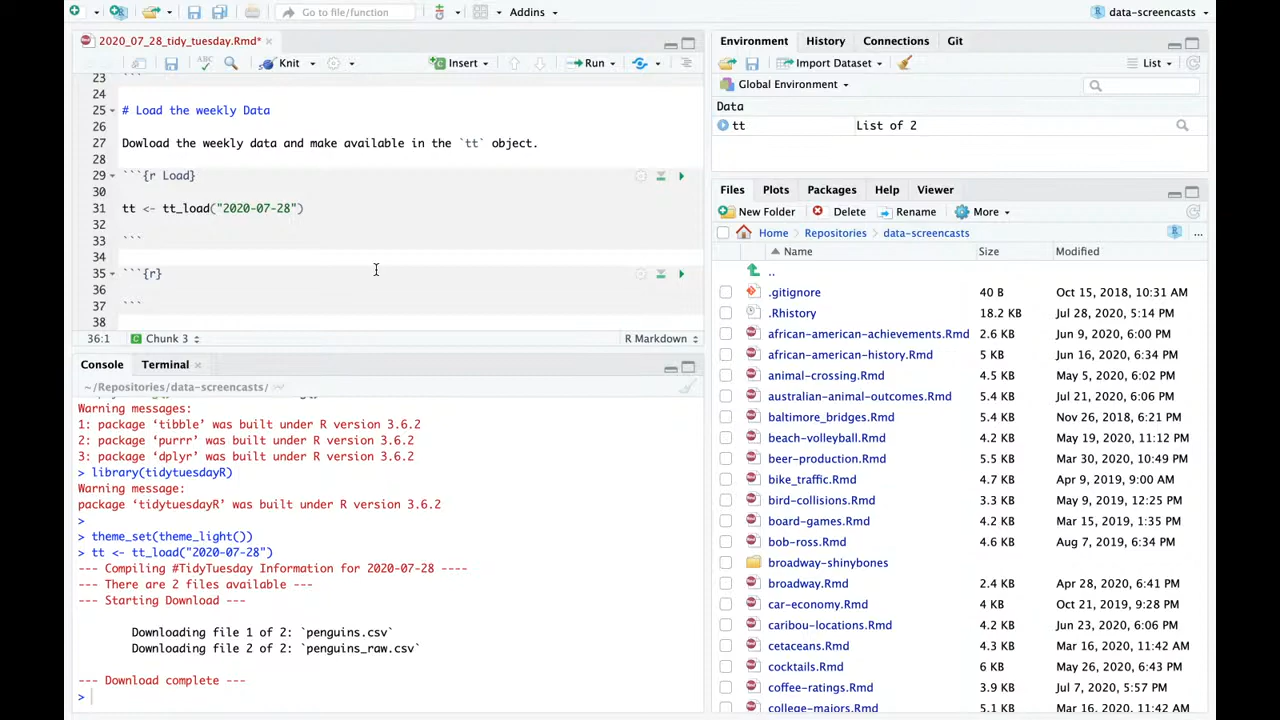 Go to file/function
Addins
data-screencasts
2020_07_28_tidy_tuesday.Rmd*
ABC
Knit
Insert
Run
23 ```
24
25 # Load the weekly Data
26
27 Dowload the weekly data and make available in the `tt` object.
28
29 ```{r Load}
30
31 tt <- tt_load("2020-07-28")
32
33 ```
34
35 ```{r}
36
37 ```
38
36:1 Chunk 3 R Markdown
Console Terminal
~/Repositories/data-screencasts/
Warning messages:
1: package ‘tibble’ was built under R version 3.6.2
2: package ‘purrr’ was built under R version 3.6.2
3: package ‘dplyr’ was built under R version 3.6.2
> library(tidytuesdayR)
Warning message:
package ‘tidytuesdayR’ was built under R version 3.6.2
>
> theme_set(theme_light())
> tt <- tt_load("2020-07-28")
--- Compiling #TidyTuesday Information for 2020-07-28 ----
--- There are 2 files available ---
--- Starting Download ---
Downloading file 1 of 2: `penguins.csv`
Downloading file 2 of 2: `penguins_raw.csv`
--- Download complete ---
>
Environment History Connections Git
Import Dataset List
Global Environment
Data
tt List of 2
Files Plots Packages Help Viewer
New Folder Delete Rename More
Home Repositories data-screencasts ...
Name Size Modified
..
.gitignore 40 B Oct 15, 2018, 10:31 AM
.Rhistory 18.2 KB Jul 28, 2020, 5:14 PM
african-american-achievements.Rmd 2.6 KB Jun 9, 2020, 6:00 PM
african-american-history.Rmd 5 KB Jun 16, 2020, 6:34 PM
animal-crossing.Rmd 4.5 KB May 5, 2020, 6:02 PM
australian-animal-outcomes.Rmd 5.4 KB Jul 21, 2020, 6:06 PM
baltimore_bridges.Rmd 5.4 KB Nov 26, 2018, 6:21 PM
beach-volleyball.Rmd 4.2 KB May 19, 2020, 11:12 PM
beer-production.Rmd 5.5 KB Mar 30, 2020, 10:49 PM
bike_traffic.Rmd 4.7 KB Apr 9, 2019, 9:00 AM
bird-collisions.Rmd 3.3 KB May 9, 2019, 12:25 PM
board-games.Rmd 4.2 KB Mar 15, 2019, 1:35 PM
bob-ross.Rmd 4.6 KB Aug 7, 2019, 6:34 PM
broadway-shinybones
broadway.Rmd 2.4 KB Apr 28, 2020, 6:41 PM
car-economy.Rmd 4 KB Oct 21, 2019, 9:28 PM
caribou-locations.Rmd 4.2 KB Jun 23, 2020, 6:06 PM
cetaceans.Rmd 4.3 KB Mar 16, 2020, 11:42 AM
cocktails.Rmd 6 KB May 26, 2020, 6:43 PM
coffee-ratings.Rmd 3.9 KB Jul 7, 2020, 5:57 PM
college-majors.Rmd 5.1 KB Mar 16, 2020, 11:42 AM